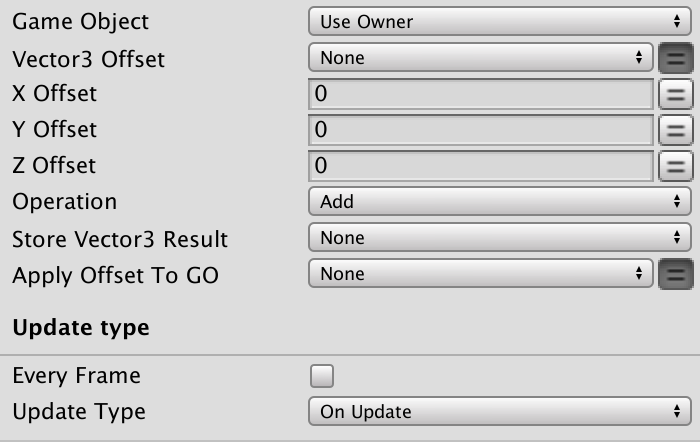 Game Object Use Owner
Vector3 Offset None
X Offset 0
Y Offset 0
Z Offset 0
Operation Add
Store Vector3 Result None
Apply Offset To GO None
Update type
Every Frame
Update Type On Update